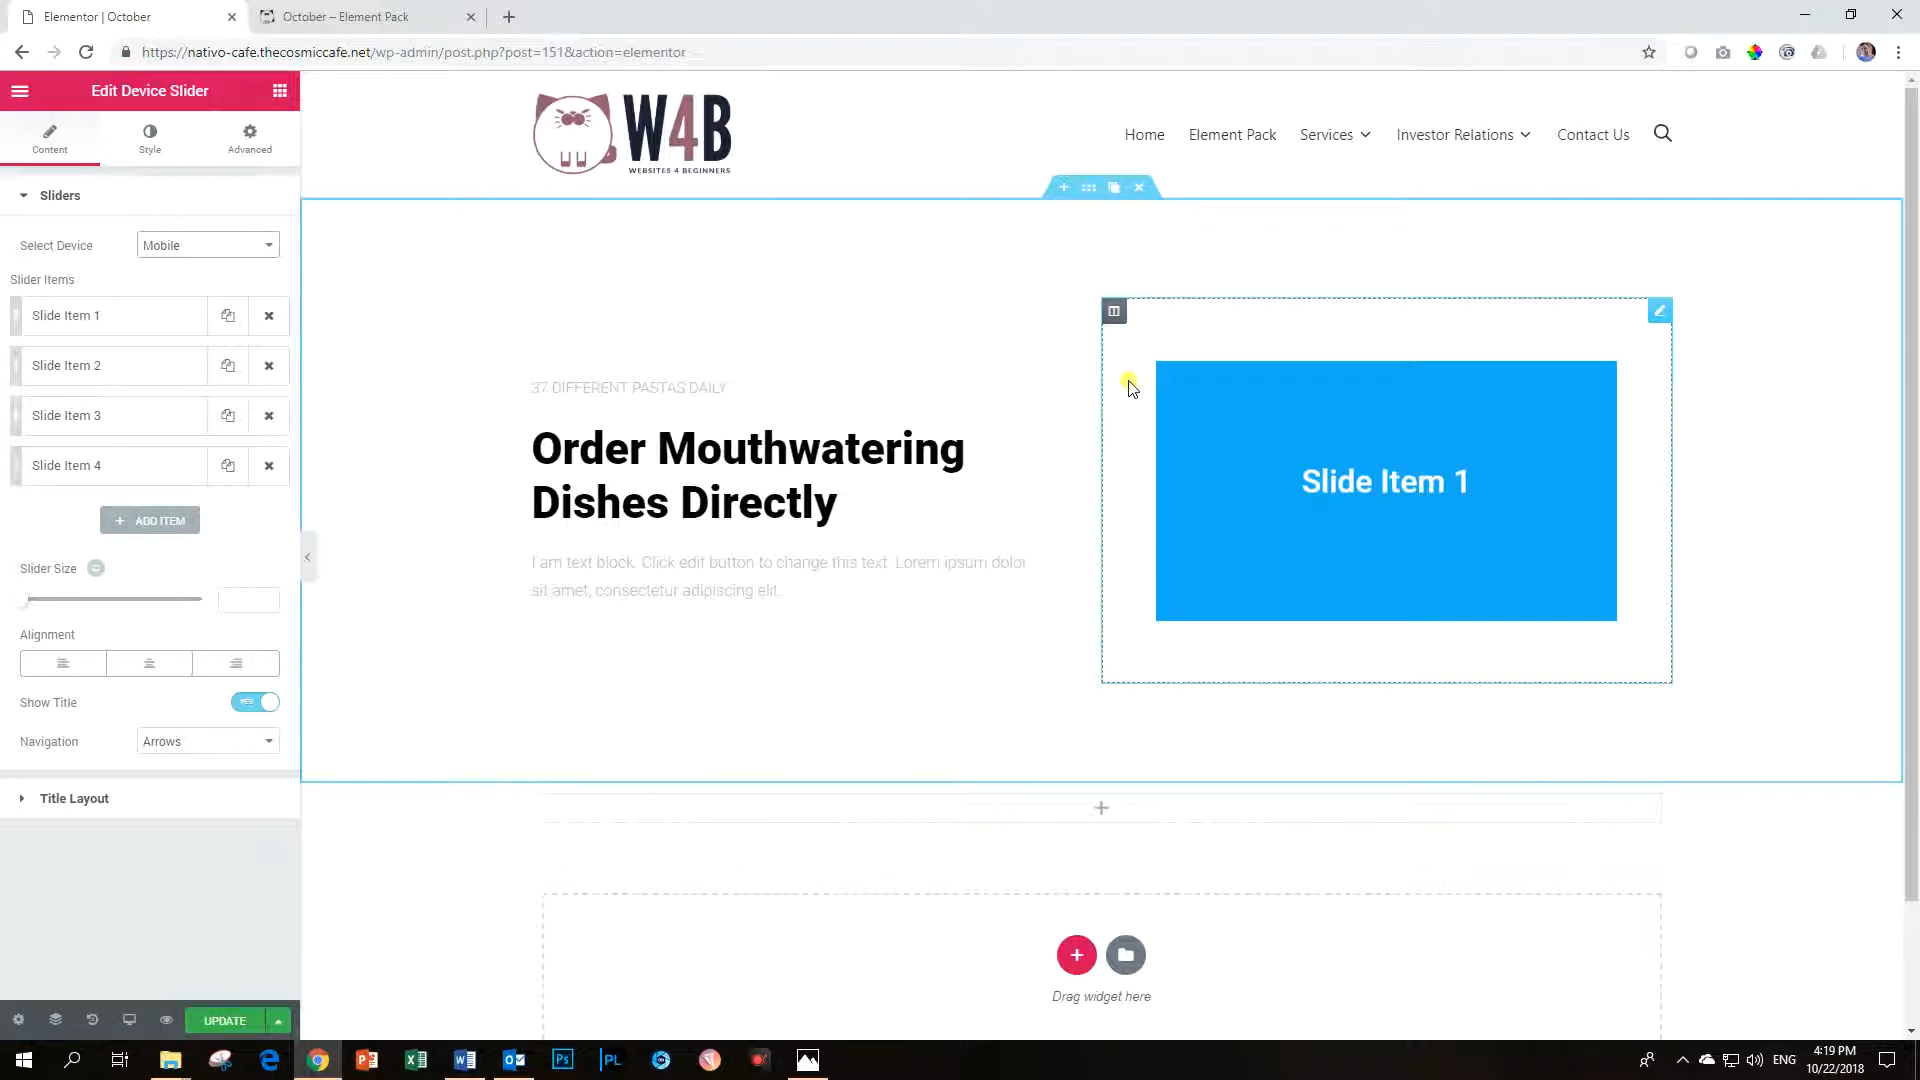 Elementor | October
October – Element Pack
https://nativo-cafe.thecosmiccafe.net/wp-admin/post.php?post=151&action=elementor
Edit Device Slider
Content
Style
Advanced
Sliders
Select Device
Mobile
Slider Items
Slide Item 1
Slide Item 2
Slide Item 3
Slide Item 4
+ ADD ITEM
Slider Size
Alignment
Show Title
YES
Navigation
Arrows
Title Layout
UPDATE
W4B
WEBSITES 4 BEGINNERS
Home
Element Pack
Services
Investor Relations
Contact Us
37 DIFFERENT PASTAS DAILY
Order Mouthwatering
Dishes Directly
I am text block. Click edit button to change this text. Lorem ipsum dolor
sit amet, consectetur adipiscing elit.
Slide Item 1
Drag widget here
Ps
PL
ENG
4:19 PM
10/22/2018